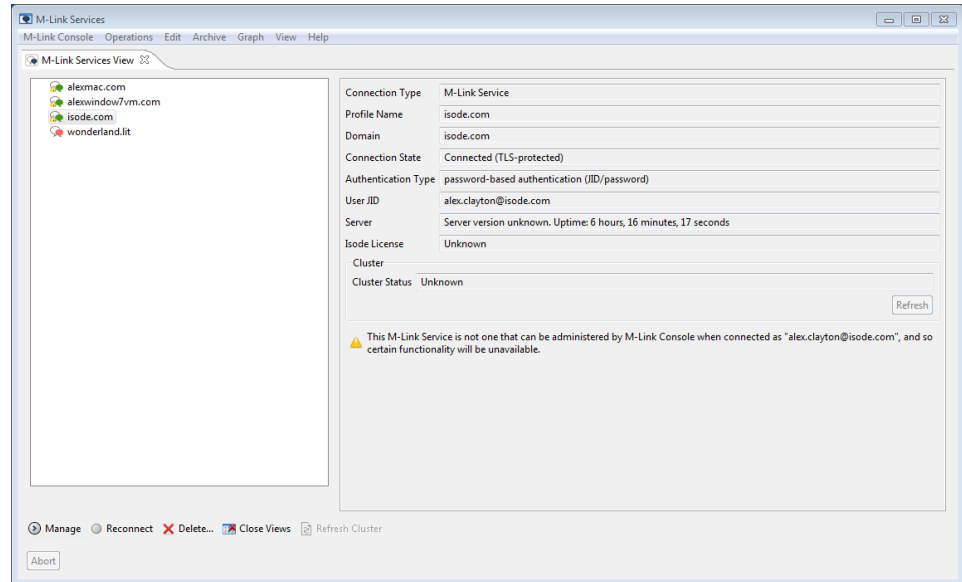 M-Link Services
M-Link Console Operations Edit Archive Graph View Help
M-Link Services View
alexmac.com
alexwindow7vm.com
isode.com
wonderland.lit
Connection Type M-Link Service
Profile Name isode.com
Domain isode.com
Connection State Connected (TLS-protected)
Authentication Type password-based authentication (JID/password)
User JID alex.clayton@isode.com
Server Server version unknown. Uptime: 6 hours, 16 minutes, 17 seconds
Isode License Unknown
Cluster
Cluster Status Unknown
Refresh
This M-Link Service is not one that can be administered by M-Link Console when connected as "alex.clayton@isode.com", and so
certain functionality will be unavailable.
Manage Reconnect Delete... Close Views Refresh Cluster
Abort